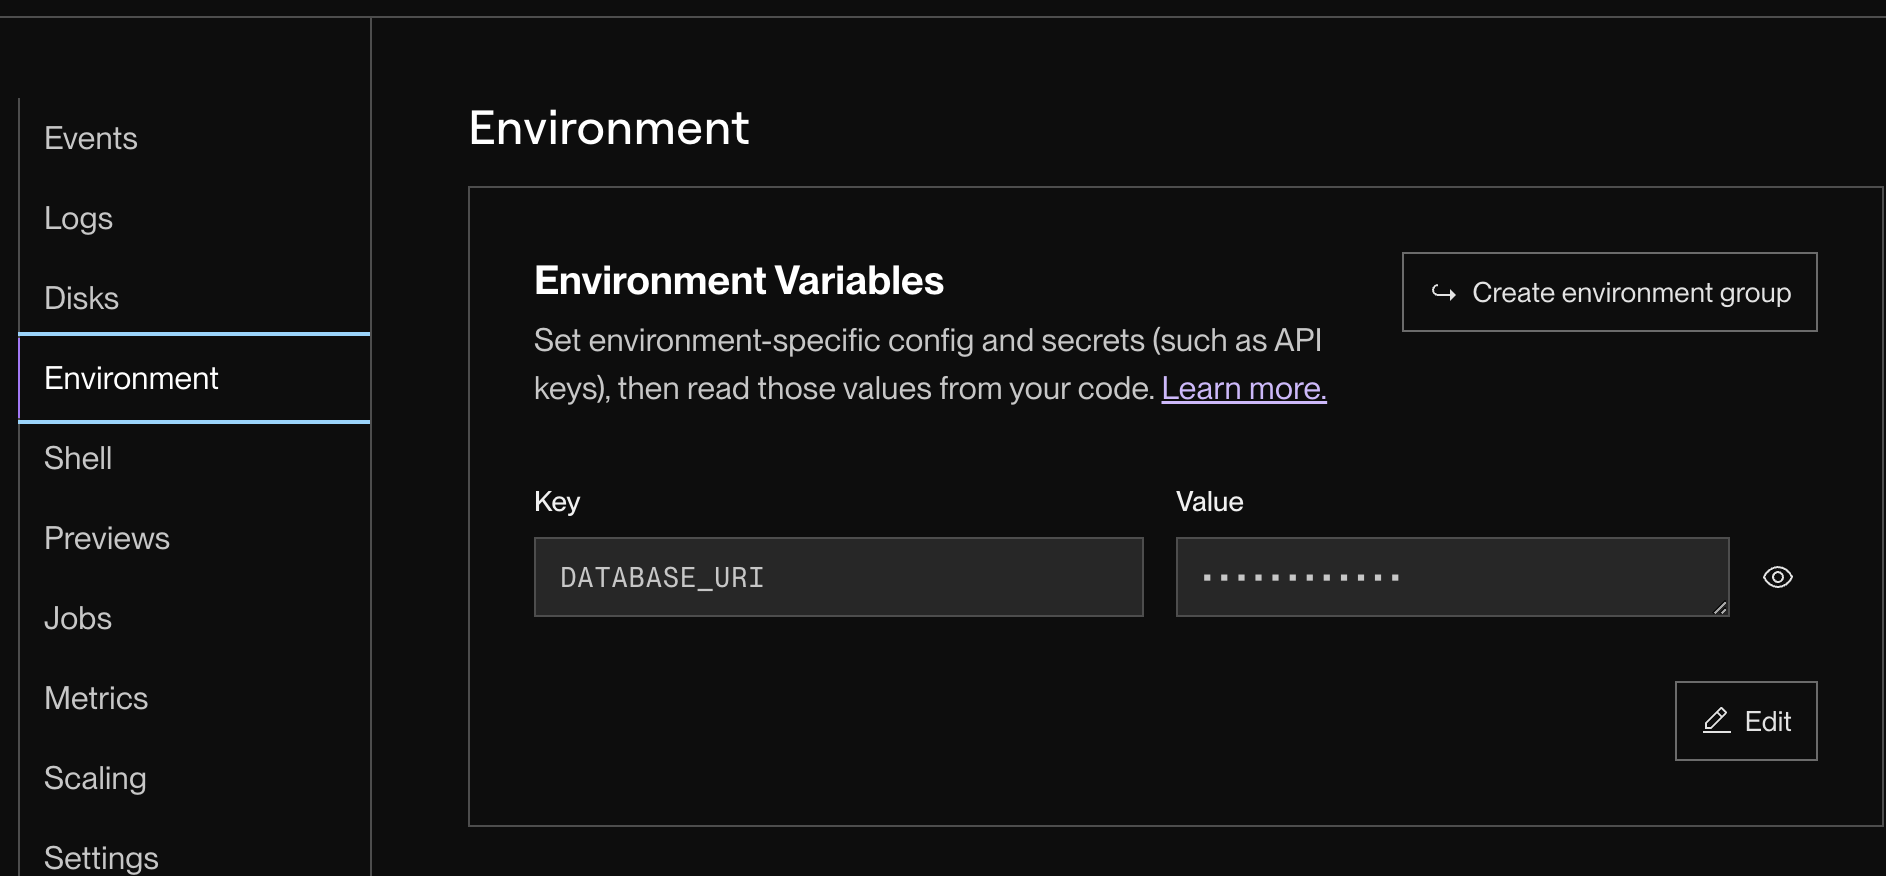 Events
Logs
Disks
Environment
Shell
Previews
Jobs
Metrics
Scaling
Settings
Environment
Environment Variables
Create environment group
Set environment-specific config and secrets (such as API
keys), then read those values from your code. Learn more.
Key
Value
DATABASE_URI
Edit